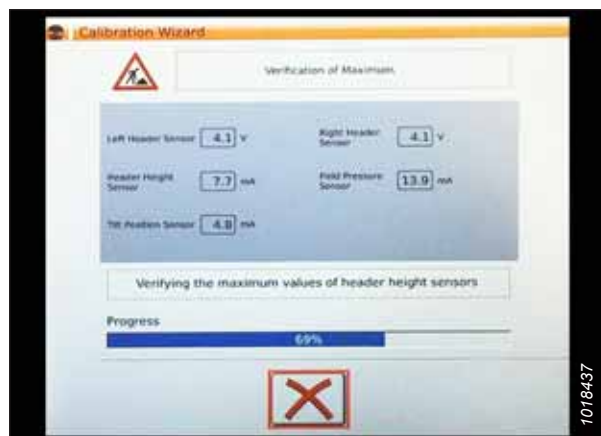 Calibration Wizard
Verification of Maximum
Left Header Sensor 4.1 V
Right Header
Sensor 4.1 V
Header Height
Sensor 7.7 mA
Field Pressure
Sensor 13.9 mA
Tilt Position Sensor 4.8 mA
Verifying the maximum values of header height sensors
Progress
69%
1018437